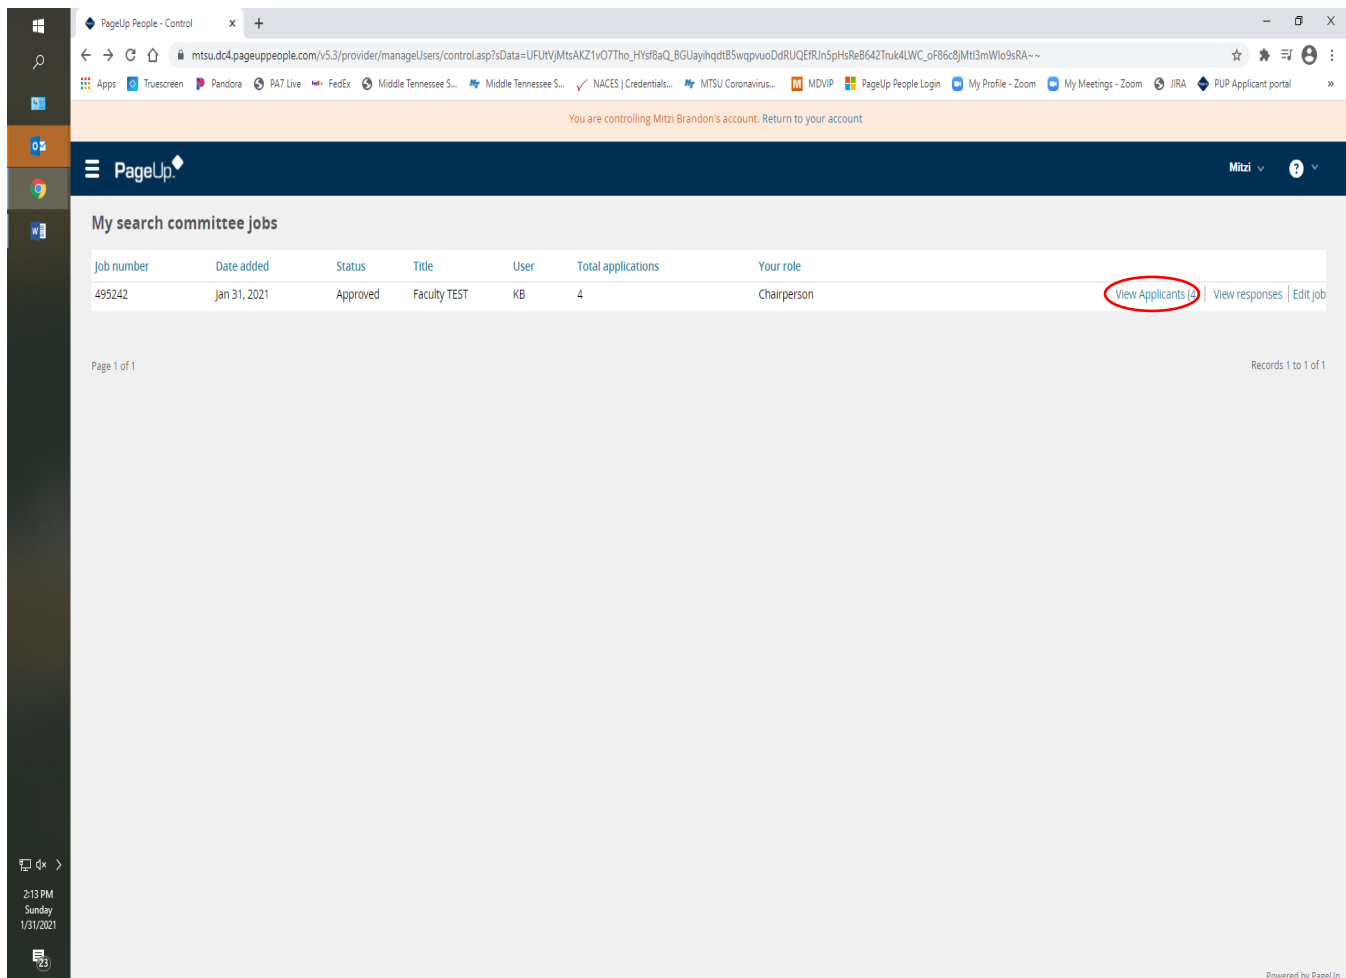 PageUp People - Control
mtsu.dc4.pageuppeople.com/v5.3/provider/manageUsers/control.asp?sData=UFUtVjMtsAKZ1vO7Tho_HYsf8aQ_BGUayihqdtB5wqpvuoDdRUQEfRJn5pHsReB642Truk4LWC_oF86c8jMtI3mWIo9sRA~~
Apps Truescreen Pandora PA7 Live FedEx Middle Tennessee S... Middle Tennessee S... NACES | Credentials... MTSU Coronavirus... MDVIP PageUp People Login My Profile - Zoom My Meetings - Zoom JIRA PUP Applicant portal »
You are controlling Mitzi Brandon's account. Return to your account
PageUp. Mitzi ?
My search committee jobs
Job number Date added Status Title User Total applications Your role
495242 Jan 31, 2021 Approved Faculty TEST KB 4 Chairperson View Applicants (4) | View responses | Edit job
Page 1 of 1 Records 1 to 1 of 1
2:13 PM
Sunday
1/31/2021
23
Powered by PageUp